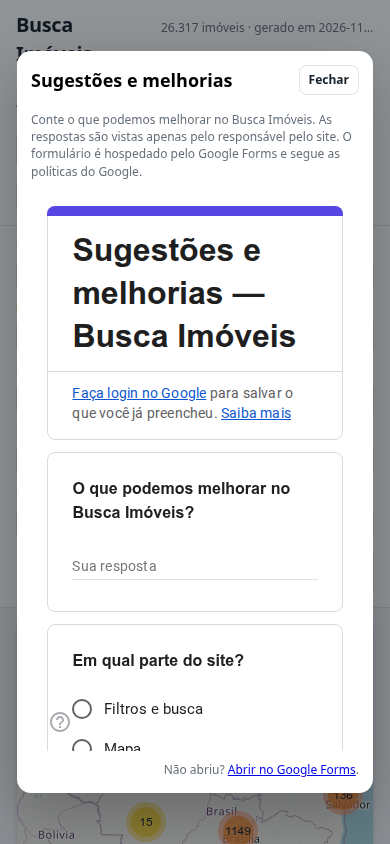 Busca
Imóveis
26.317 imóveis · gerado em 2026-11...
Sugestões e melhorias
Fechar
Conte o que podemos melhorar no Busca Imóveis. As
respostas são vistas apenas pelo responsável pelo site. O
formulário é hospedado pelo Google Forms e segue as
políticas do Google.
Sugestões e
melhorias —
Busca Imóveis
Faça login no Google para salvar o
que você já preencheu. Saiba mais
O que podemos melhorar no
Busca Imóveis?
Sua resposta
Em qual parte do site?
Filtros e busca
Mapa
Não abriu? Abrir no Google Forms.
136
Salvador
Brasil
15
1149
Brasília
Bolivia